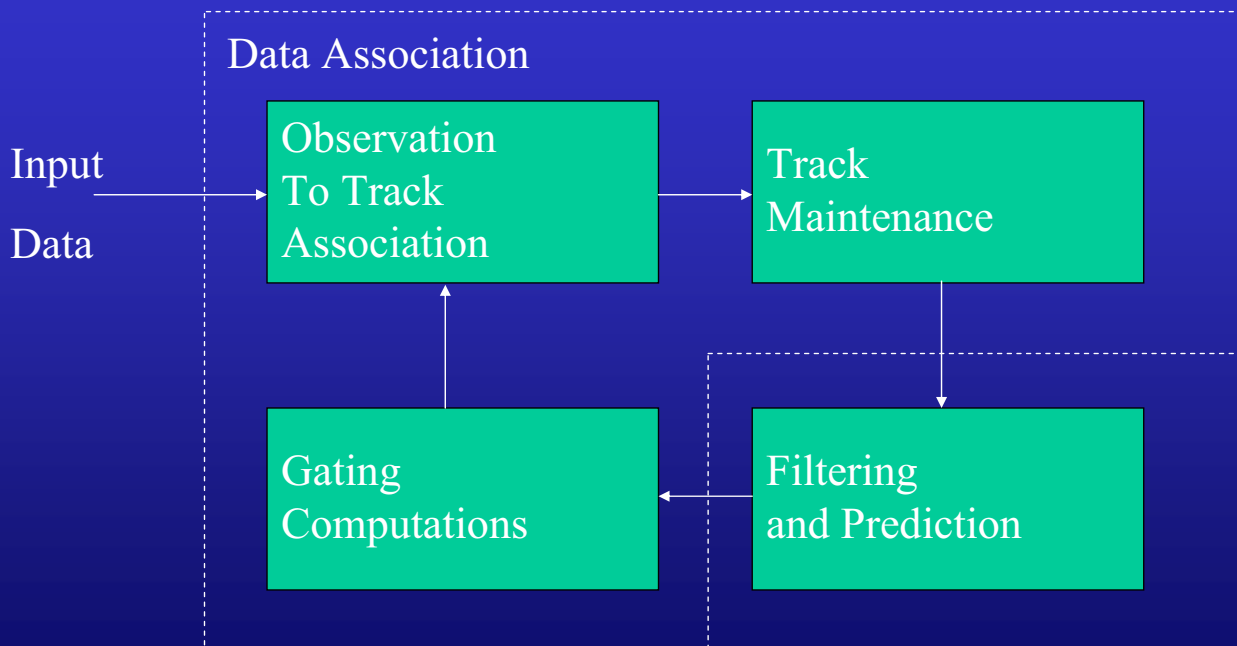 Data Association
Input
Data
Observation
To Track
Association
Track
Maintenance
Gating
Computations
Filtering
and Prediction